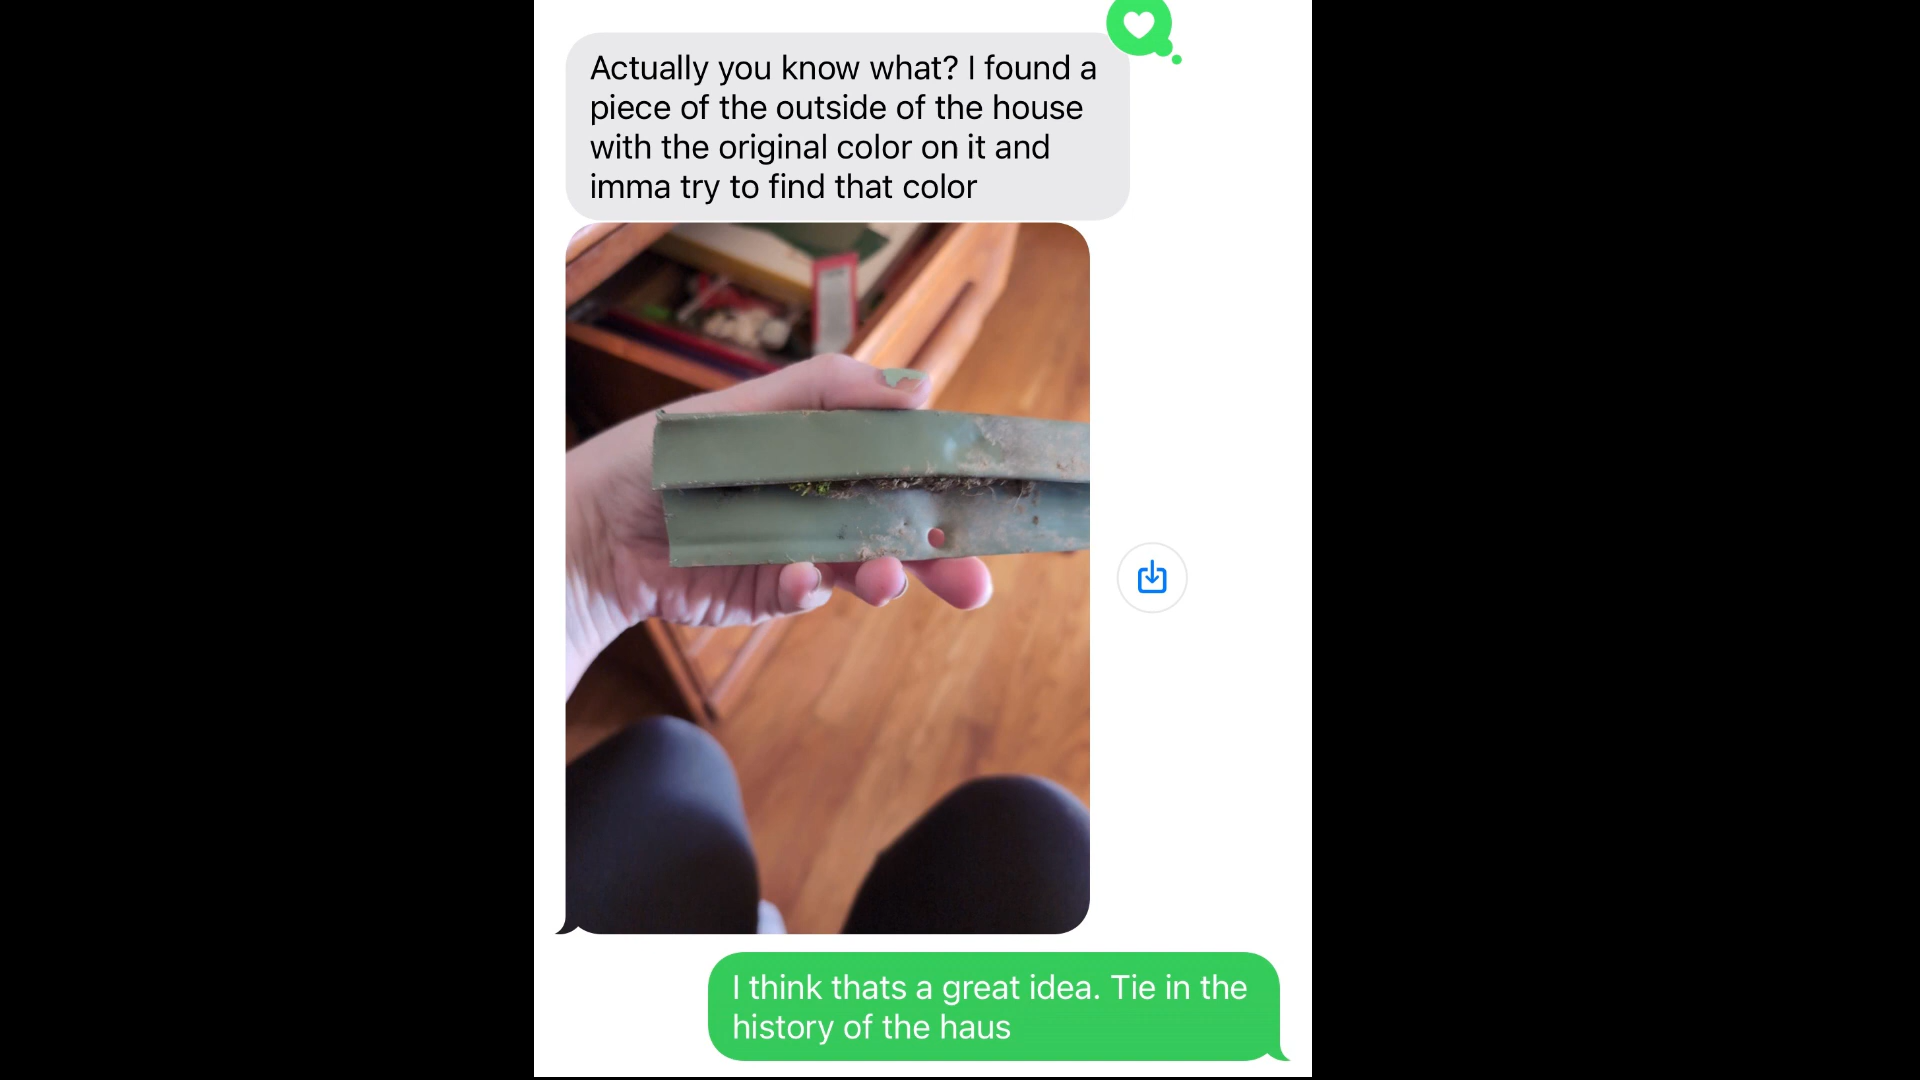 Actually you know what? I found a
piece of the outside of the house
with the original color on it and
imma try to find that color
I think thats a great idea. Tie in the
history of the haus